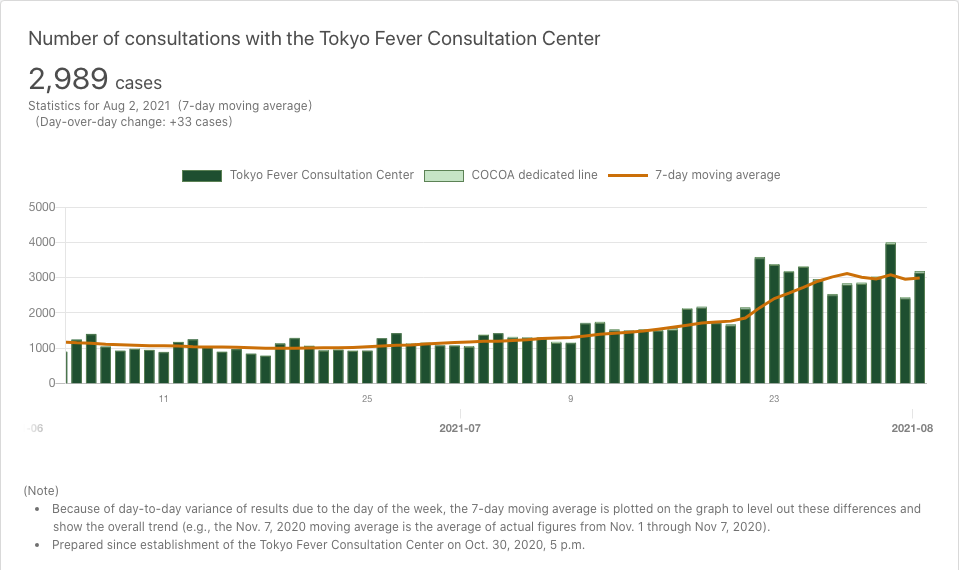 Number of consultations with the Tokyo Fever Consultation Center
2,989 cases
Statistics for Aug 2, 2021 (7-day moving average)
(Day-over-day change: +33 cases)
Tokyo Fever Consultation Center
COCOA dedicated line
7-day moving average
5000
4000
3000
2000
1000
0
11
25
9
23
-06
2021-07
2021-08
(Note)
• Because of day-to-day variance of results due to the day of the week, the 7-day moving average is plotted on the graph to level out these differences and
show the overall trend (e.g., the Nov. 7, 2020 moving average is the average of actual figures from Nov. 1 through Nov 7, 2020).
• Prepared since establishment of the Tokyo Fever Consultation Center on Oct. 30, 2020, 5 p.m.